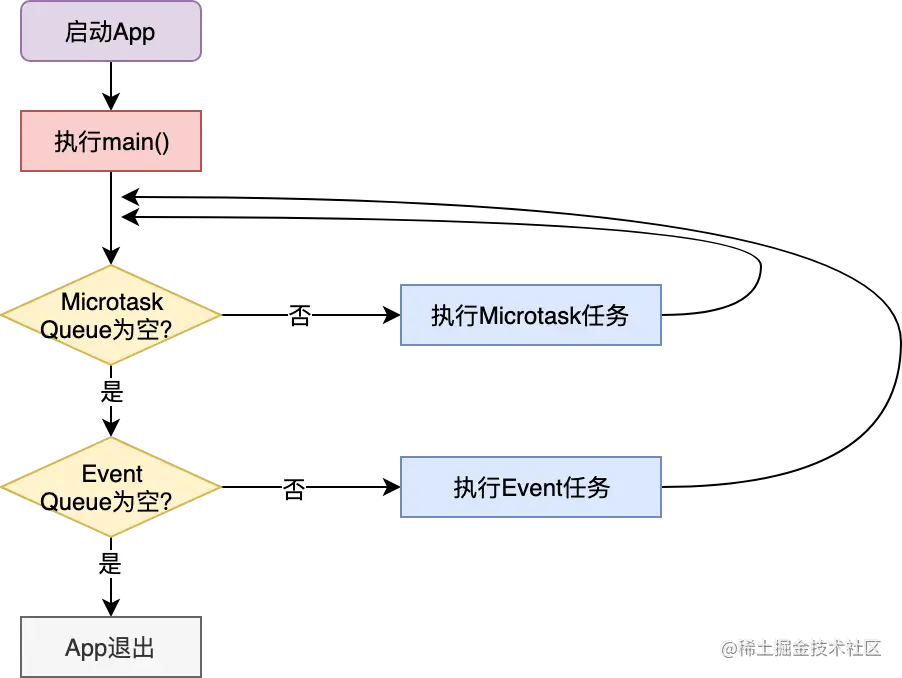 启动App
执行main()
Microtask
Queue为空?
否
执行Microtask任务
是
Event
Queue为空?
否
执行Event任务
是
App退出
@稀土掘金技术社区